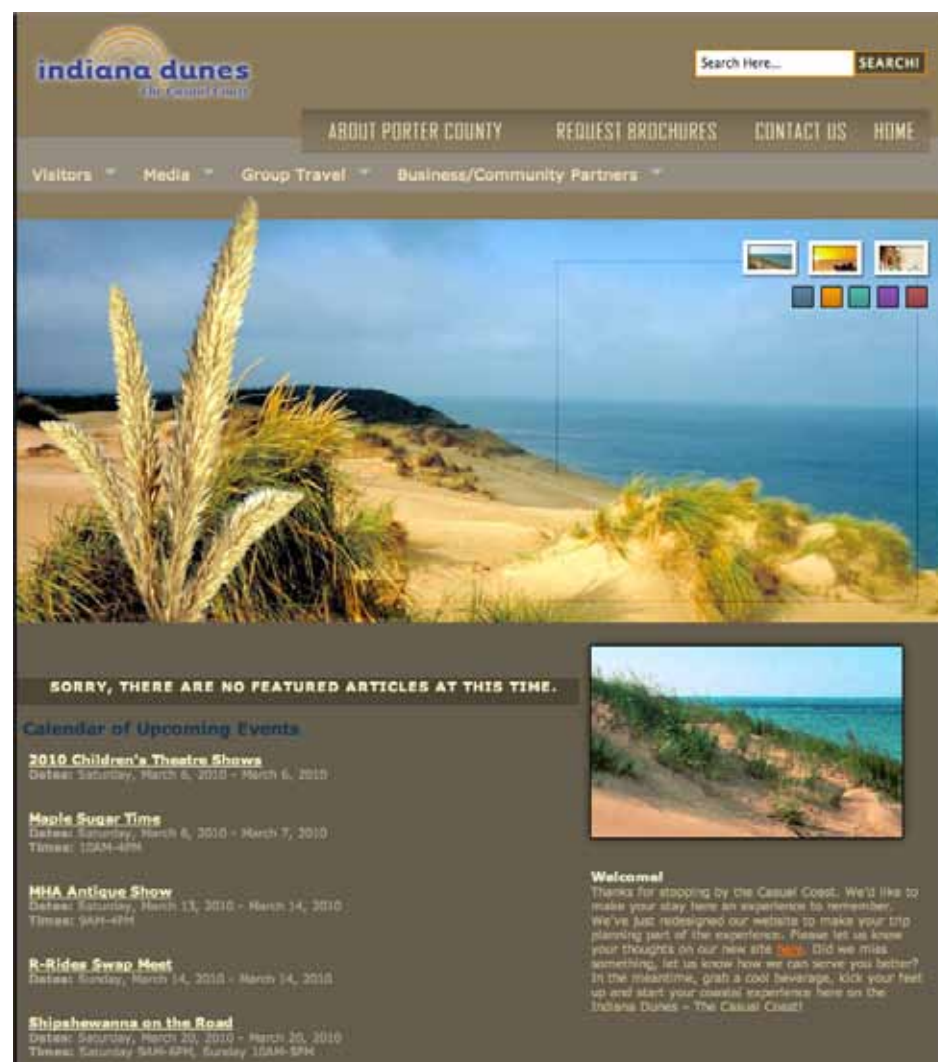 indiana dunes
The Casual Coast
Search Here...
SEARCH!
ABOUT PORTER COUNTY
REQUEST BROCHURES
CONTACT US
HOME
Visitors
Media
Group Travel
Business/Community Partners
SORRY, THERE ARE NO FEATURED ARTICLES AT THIS TIME.
Calendar of Upcoming Events
2010 Children's Theatre Shows
Dates: Saturday, March 6, 2010 - March 6, 2010
Maple Sugar Time
Dates: Saturday, March 6, 2010 - March 7, 2010
Times: 10AM-4PM
MHA Antique Show
Dates: Saturday, March 13, 2010 - March 14, 2010
Times: 9AM-4PM
R-Rides Swap Meet
Dates: Sunday, March 14, 2010 - March 14, 2010
Shipshewanna on the Road
Dates: Saturday, March 20, 2010 - March 20, 2010
Times: Saturday 9AM-6PM, Sunday 10AM-5PM
Welcome!
Thanks for stopping by the Casual Coast. We'd like to
make your stay here an experience to remember.
We've just redesigned our website to make your trip
planning part of the experience. Please let us know
your thoughts on our new site here. Did we miss
something, let us know how we can serve you better?
In the meantime, grab a cool beverage, kick your feet
up and start your coastal experience here on the
Indiana Dunes – The Casual Coast!